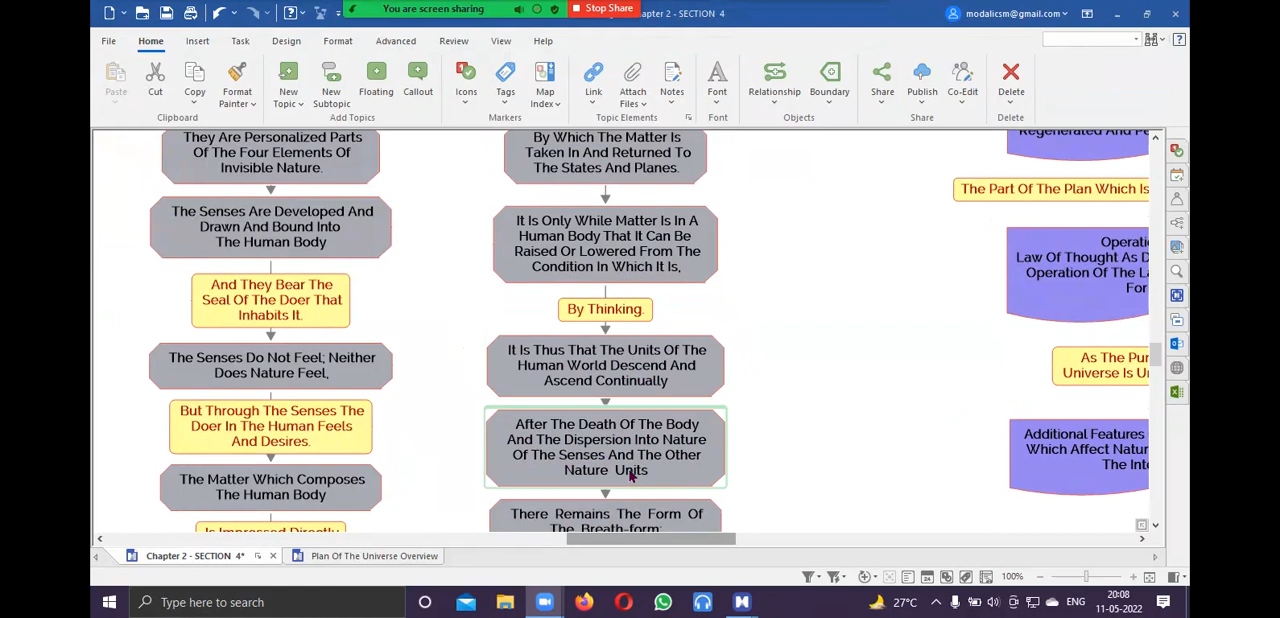 You are screen sharing
Stop Share
Chapter 2 - SECTION 4
modalicsm@gmail.com
File Home Insert Task Design Format Advanced Review View Help
Paste
Cut
Copy
Format
Painter
New
Topic
New
Subtopic
Floating
Callout
Icons
Tags
Map
Index
Link
Attach
Files
Notes
Font
Relationship
Boundary
Share
Publish
Co-Edit
Delete
Clipboard
Add Topics
Markers
Topic Elements
Font
Objects
Share
Delete
They Are Personalized Parts
Of The Four Elements Of
Invisible Nature.
The Senses Are Developed And
Drawn And Bound Into
The Human Body
And They Bear The
Seal Of The Doer That
Inhabits It.
The Senses Do Not Feel; Neither
Does Nature Feel,
But Through The Senses The
Doer In The Human Feels
And Desires.
The Matter Which Composes
The Human Body
Is Impressed Directly
By Which The Matter Is
Taken In And Returned To
The States And Planes.
It Is Only While Matter Is In A
Human Body That It Can Be
Raised Or Lowered From The
Condition In Which It Is,
By Thinking.
It Is Thus That The Units Of The
Human World Descend And
Ascend Continually
After The Death Of The Body
And The Dispersion Into Nature
Of The Senses And The Other
Nature Units
There Remains The Form Of
The Breath-form;
Regenerated And Pe
The Part Of The Plan Which Is
Operati
Law Of Thought As D
Operation Of The La
For
As The Pur
Universe Is U
Additional Features
Which Affect Natur
The Inte
Chapter 2 - SECTION 4*
Plan Of The Universe Overview
100%
Type here to search
27°C
ENG
20:08
11-05-2022